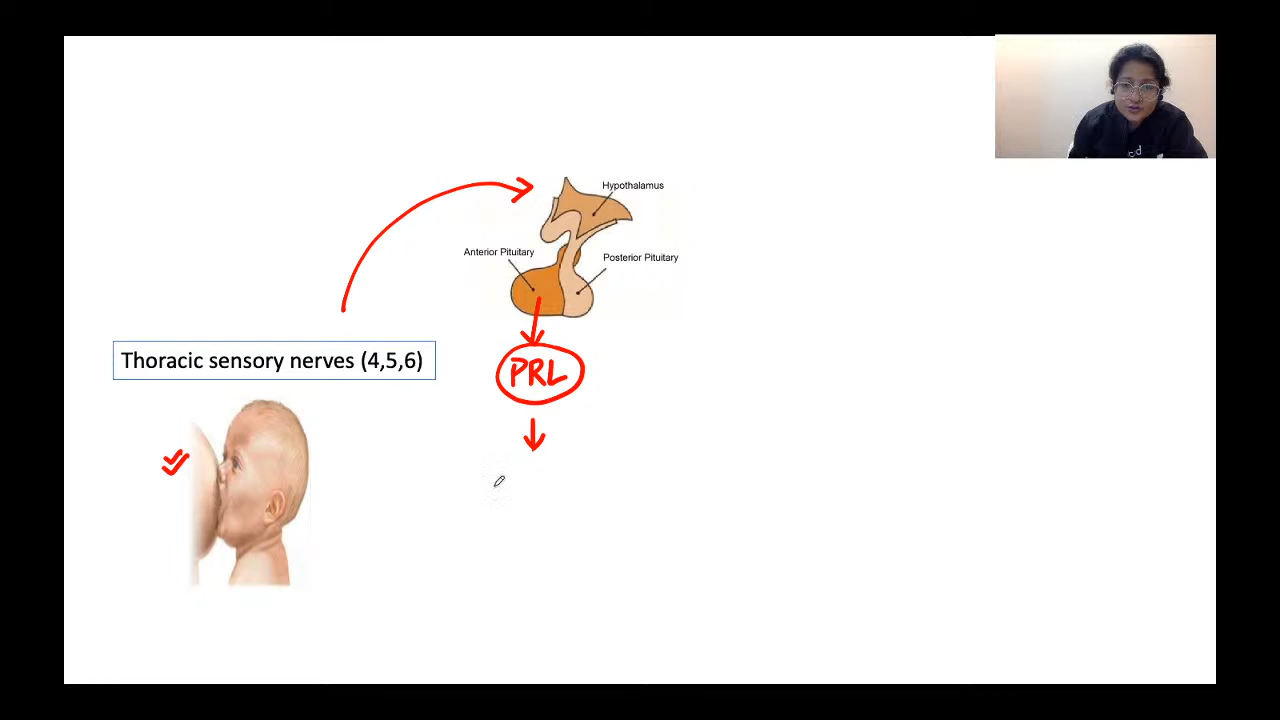 Hypothalamus
Anterior Pituitary
Posterior Pituitary
Thoracic sensory nerves (4,5,6)
PRL